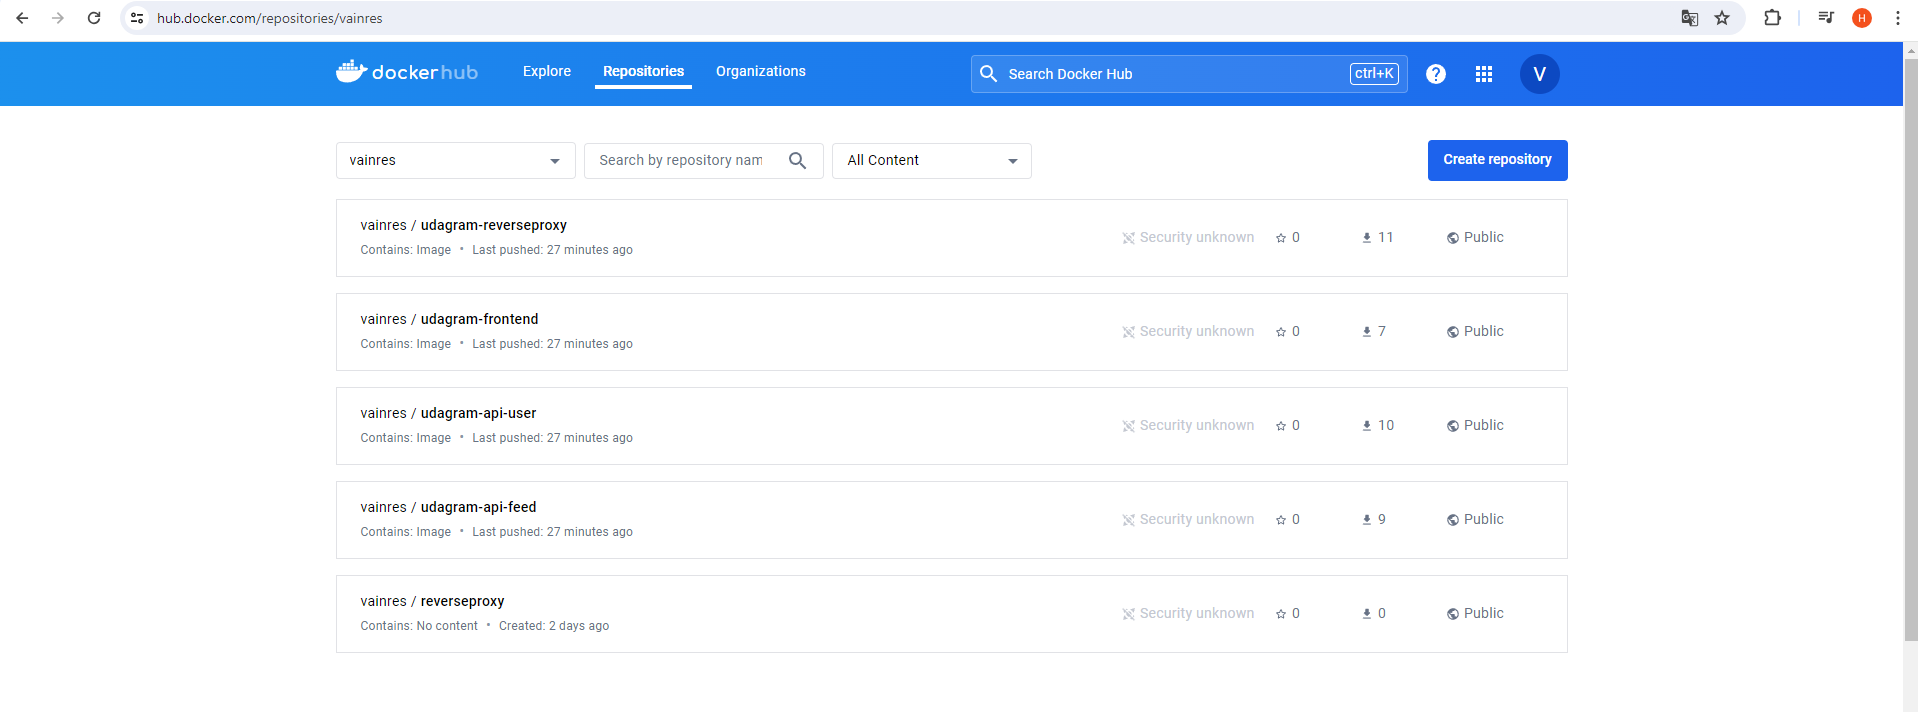 hub.docker.com/repositories/vainres
H
dockerhub Explore Repositories Organizations Search Docker Hub ctrl+K ? V
vainres Search by repository nam All Content Create repository
vainres / udagram-reverseproxy
Contains: Image • Last pushed: 27 minutes ago
Security unknown 0 11 Public
vainres / udagram-frontend
Contains: Image • Last pushed: 27 minutes ago
Security unknown 0 7 Public
vainres / udagram-api-user
Contains: Image • Last pushed: 27 minutes ago
Security unknown 0 10 Public
vainres / udagram-api-feed
Contains: Image • Last pushed: 27 minutes ago
Security unknown 0 9 Public
vainres / reverseproxy
Contains: No content • Created: 2 days ago
Security unknown 0 0 Public